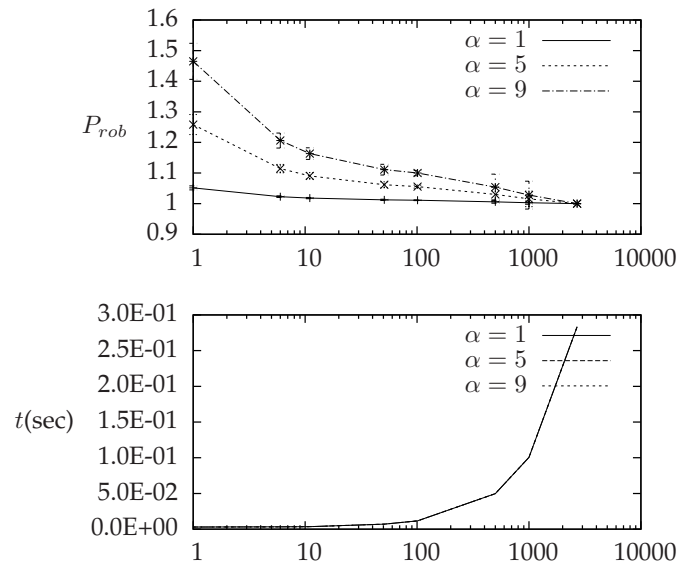 1.6
1.5
1.4
1.3
1.2
1.1
1
0.9
P_{rob}
α = 1
α = 5
α = 9
1 10 100 1000 10000
3.0E-01
2.5E-01
2.0E-01
1.5E-01
1.0E-01
5.0E-02
0.0E+00
t(sec)
α = 1
α = 5
α = 9
1 10 100 1000 10000